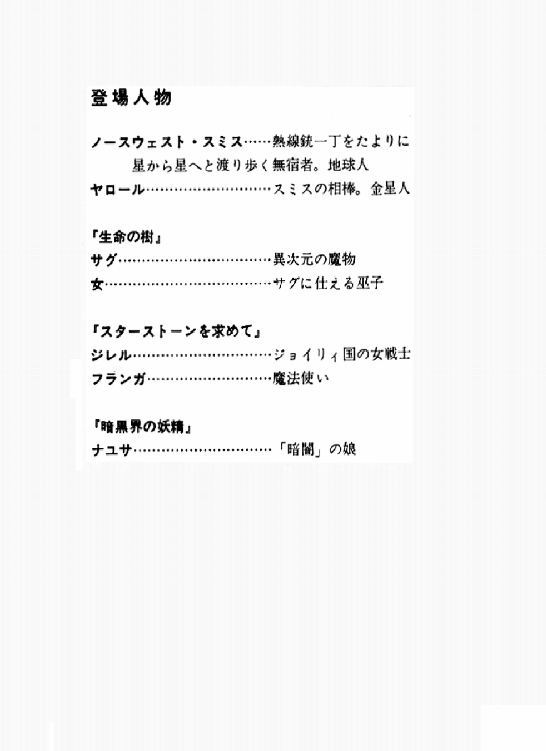 登場人物
ノースウェスト・スミス……熱線銃一丁をたよりに
星から星へと渡り歩く無宿者。地球人
ヤロール…………………………スミスの相棒。金星人
『生命の樹』
サグ………………………………異次元の魔物
女…………………………………サグに仕える巫子
『スターストーンを求めて』
ジレル……………………………ジョイリィ国の女戦士
フランガ…………………………魔法使い
『暗黒界の妖精』
ナユサ……………………………「暗闇」の娘